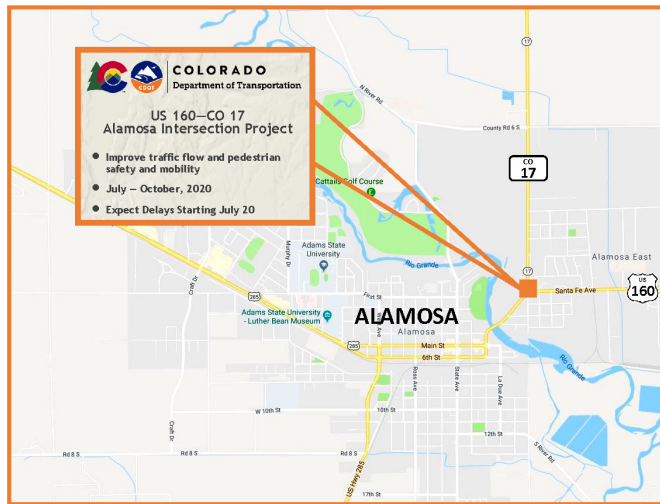 COLORADO
Department of Transportation
CDOT
US 160—CO 17
Alamosa Intersection Project
• Improve traffic flow and pedestrian
safety and mobility
• July — October, 2020
• Expect Delays Starting July 20
17
N River Rd
County Rd 6 S
CO
17
Cattails Golf Course
Murphy Dr
Adams State
University
Rio Grande
Alamosa East
17
Craft Dr
US
160
Santa Fe Ave
285
First St
Adams State University
- Luther Bean Museum
ALAMOSA
Alamosa
285
Main St
6th St
Rio Grande
Ross Ave
State Ave
La Due Ave
W 10th St
10th St
Craft Dr
12th St
S River Rd
Rd 8 S
Rd 8 S
US Hwy 285
17th St